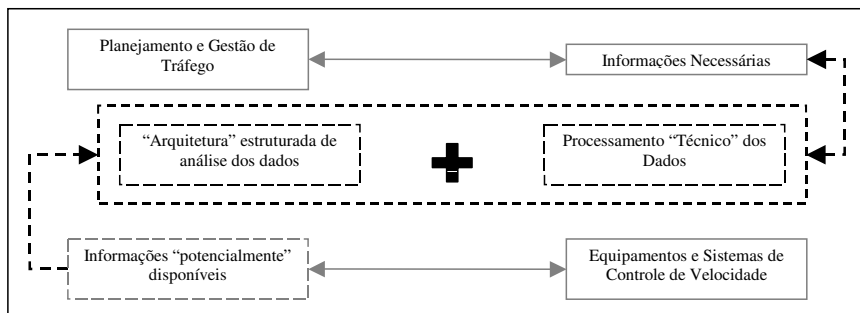 Planejamento e Gestão de
Tráfego
Informações Necessárias
“Arquitetura” estruturada de
análise dos dados
Processamento “Técnico” dos
Dados
Informações “potencialmente”
disponíveis
Equipamentos e Sistemas de
Controle de Velocidade